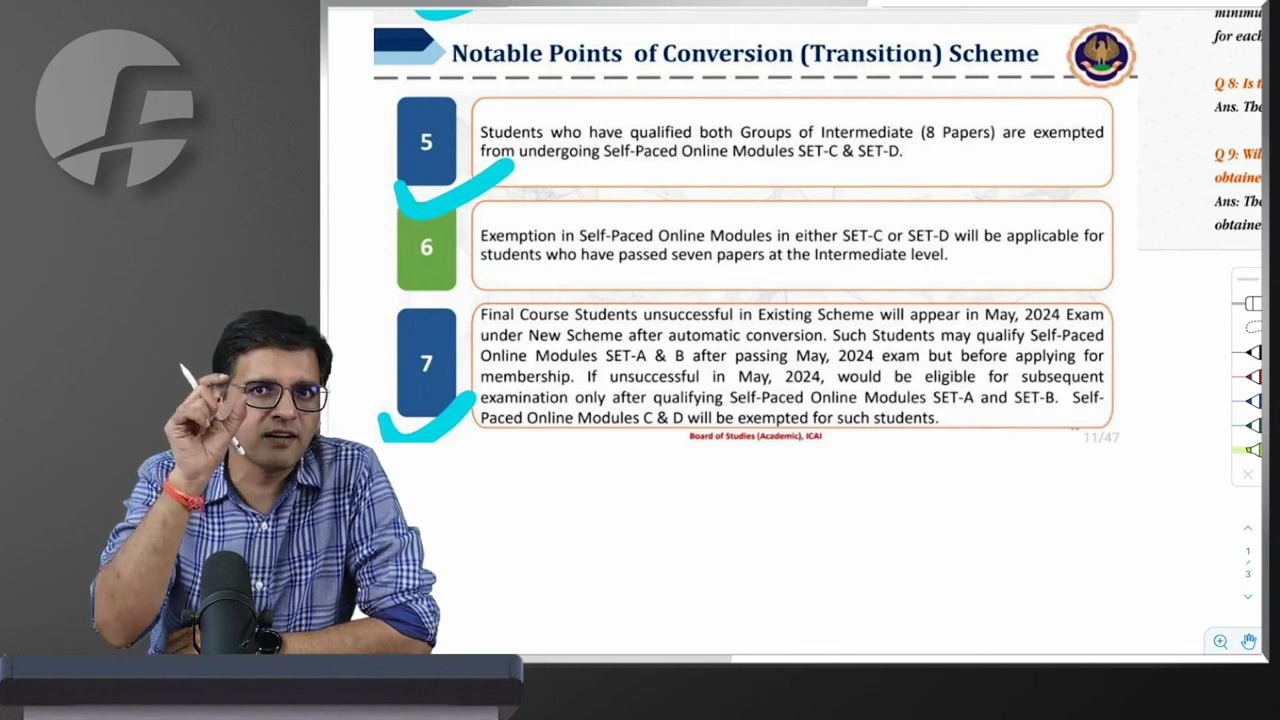 Notable Points of Conversion (Transition) Scheme
5
Students who have qualified both Groups of Intermediate (8 Papers) are exempted
from undergoing Self-Paced Online Modules SET-C & SET-D.
6
Exemption in Self-Paced Online Modules in either SET-C or SET-D will be applicable for
students who have passed seven papers at the Intermediate level.
7
Final Course Students unsuccessful in Existing Scheme will appear in May, 2024 Exam
under New Scheme after automatic conversion. Such Students may qualify Self-Paced
Online Modules SET-A & B after passing May, 2024 exam but before applying for
membership. If unsuccessful in May, 2024, would be eligible for subsequent
examination only after qualifying Self-Paced Online Modules SET-A and SET-B. Self-
Paced Online Modules C & D will be exempted for such students.
Board of Studies (Academic), ICAI
11/47
for each
Q 8: Is
Ans. The
Q 9:
obtaine
Ans:
obtaine
1
/
3